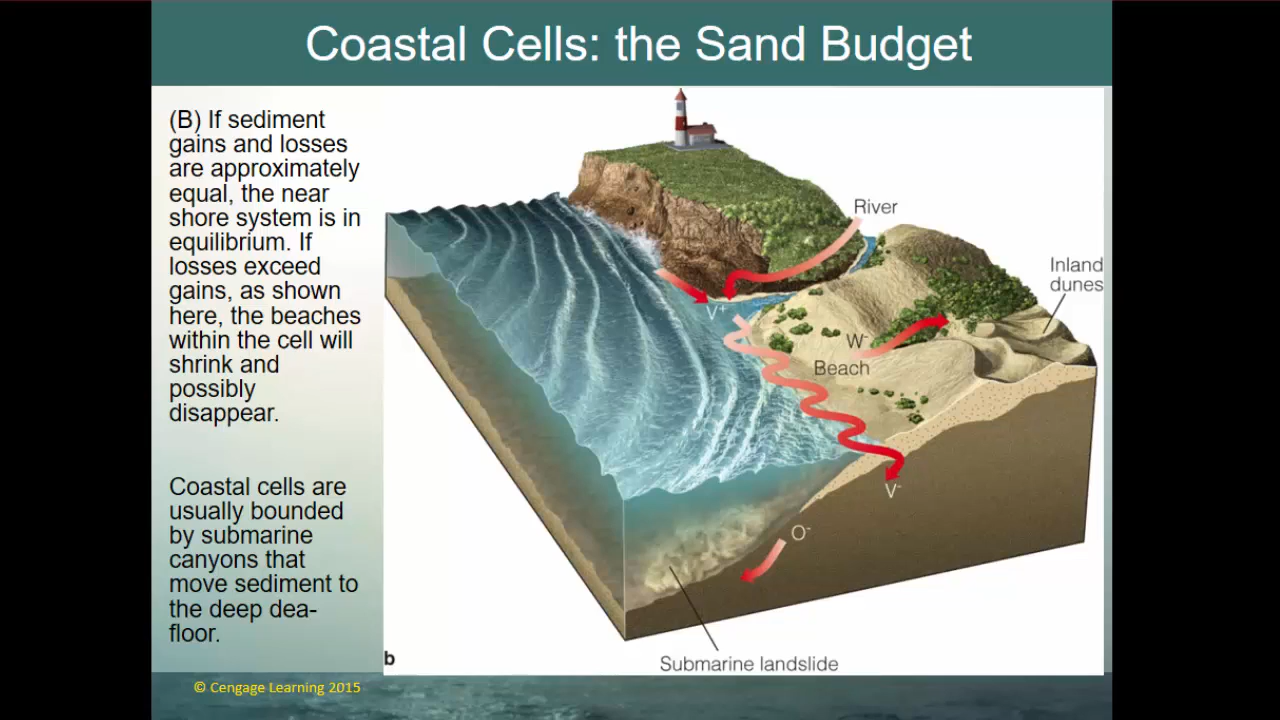 Coastal Cells: the Sand Budget
(B) If sediment
gains and losses
are approximately
equal, the near
shore system is in
equilibrium. If
losses exceed
gains, as shown
here, the beaches
within the cell will
shrink and
possibly
disappear.
Coastal cells are
usually bounded
by submarine
canyons that
move sediment to
the deep dea-
floor.
River
Inland
dunes
V+
W-
Beach
V-
O-
Submarine landslide
b
© Cengage Learning 2015